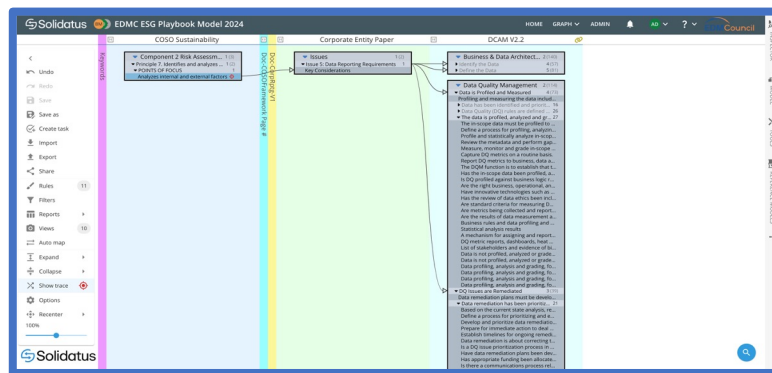 Solidatus EDMC ESG Playbook Model 2024
HOME GRAPH ADMIN AD ? Council
COSO Sustainability
Corporate Entity Paper
DCAM V2.2
Keywords
Doc-COSOframework Page #
Doc-CorpRptg-V1
Undo
Redo
Save
Save as
Create task
Import
Export
Share
Rules 11
Filters
Reports
Views 10
Auto map
Expand
Collapse
Show trace
Options
Recenter
100%
Solidatus
Component 2 Risk Assessm...
Principle 7. Identifies and analyzes ...
POINTS OF FOCUS 1
Analyzes internal and external factors
Issues
Issue 5: Data Reporting Requirements 1
Key Considerations
Business & Data Architect...
Identify the Data
Define the Data
Data Quality Management
Data is Profiled and Measured
Profiling and measuring the data includ...
Data has been identified and priorit... 16
Data Quality (DQ) rules are defined ... 26
The data is profiled, analyzed and gr... 27
The in-scope data must be profiled to ...
Define a process for profiling, analyzin...
Profile and statistically analyze in-scop...
Review the metadata and perform gap...
Measure, monitor and grade in-scope ...
Capture DQ metrics on a routine basis.
Report DQ metrics to business, data a...
The DQM function is to establish that t...
Has the in-scope data been profiled, a...
Is DQ profiled against business logic r...
Are the right business, operational, an...
Have innovative technologies such as ...
Has the review of data ethics been incl...
Are standard criteria for measuring D...
Are metrics being collected and report...
Are the results of data measurement a...
Business rules and data profiling and ...
Statistical analysis results
A mechanism for assigning and report...
DQ metric reports, dashboards, heat ...
List of stakeholders and evidence of bi...
Data is not profiled, analyzed or grade...
Data is not profiled, analyzed or grade...
Data profiling, analysis and grading, fo...
Data profiling, analysis and grading, fo...
Data profiling, analysis and grading, fo...
Data profiling, analysis and grading, fo...
DQ Issues are Remediated
Data remediation plans must be develo...
Data remediation has been prioritiz... 21
Based on the current state analysis, re...
Define a process for prioritizing and e...
Develop and prioritize data remediatio...
Prepare for immediate action to deal ...
Establish timelines for ongoing remedi...
Data remediation is about correcting t...
Is a DQ issue prioritization process in ...
Have data remediation plans been dev...
Has appropriate funding been allocate...
Is there a communications process rel...